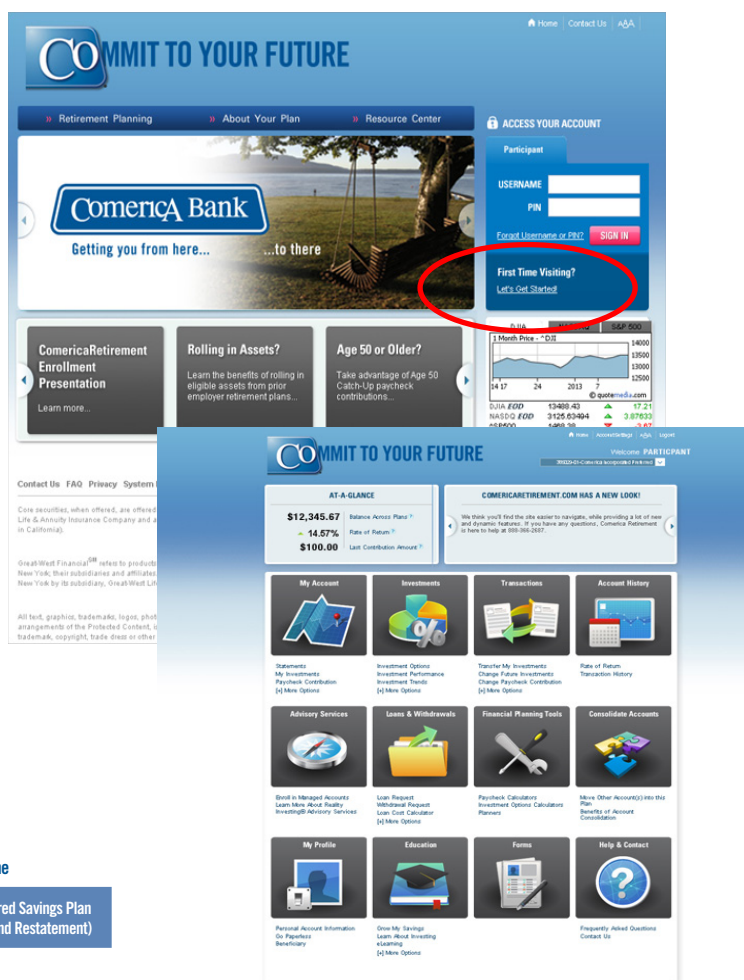 Home Contact Us AAA
COMMIT TO YOUR FUTURE
» Retirement Planning » About Your Plan » Resource Center
ACCESS YOUR ACCOUNT
Participant
USERNAME
PIN
Forgot Username or PIN? SIGN IN
First Time Visiting?
Let's Get Started!
ComericA Bank
Getting you from here... ...to there
ComericaRetirement
Enrollment
Presentation
Learn more...
Rolling in Assets?
Learn the benefits of rolling in
eligible assets from prior
employer retirement plans...
Age 50 or Older?
Take advantage of Age 50
Catch-Up paycheck
contributions...
DJIA NASDAQ S&P 500
1 Month Price - ^DJI
14000
13500
13000
12500
14 17 24 2013 7
© quotemedia.com
DJIA EOD 13488.43 17.21
NASDAQ EOD 3125.63494 3.87633
Contact Us FAQ Privacy System
Core securities, when offered, are offered
Life & Annuity Insurance Company and a
in California).
Great-West Financial℠ refers to products
New York; their subsidiaries and affiliates
New York by its subsidiary, Great-West Lif
All text, graphics, trademarks, logos, phot
arrangements of the Protected Content, i
trademark, copyright, trade dress or other
Home Account Settings AAA Logout
COMMIT TO YOUR FUTURE
Welcome PARTICPANT
AT-A-GLANCE
$12,345.67 Balance Across Plans
14.57% Rate of Return
$100.00 Last Contribution Amount
COMERICARETIREMENT.COM HAS A NEW LOOK!
We think you'll find the site easier to navigate, while providing a lot of new
and dynamic features. If you have any questions, Comerica Retirement
is here to help at 888-366-2687.
My Account
Statements
My Investments
Paycheck Contribution
[+] More Options
Investments
Investment Options
Investment Performance
Investment Trends
[+] More Options
Transactions
Transfer My Investments
Change Future Investments
Change Paycheck Contribution
[+] More Options
Account History
Rate of Return
Transaction History
Advisory Services
Enroll in Managed Accounts
Learn More About Reality
Investing® Advisory Services
Loans & Withdrawals
Loan Request
Withdrawal Request
Loan Cost Calculator
[+] More Options
Financial Planning Tools
Paycheck Calculators
Investment Options Calculators
Planners
Consolidate Accounts
Move Other Account(s) into this
Plan
Benefits of Account
Consolidation
My Profile
Personal Account Information
Go Paperless
Beneficiary
Education
Grow My Savings
Learn About Investing
eLearning
[+] More Options
Forms
Help & Contact
Frequently Asked Questions
Contact Us
ne
red Savings Plan
nd Restatement)